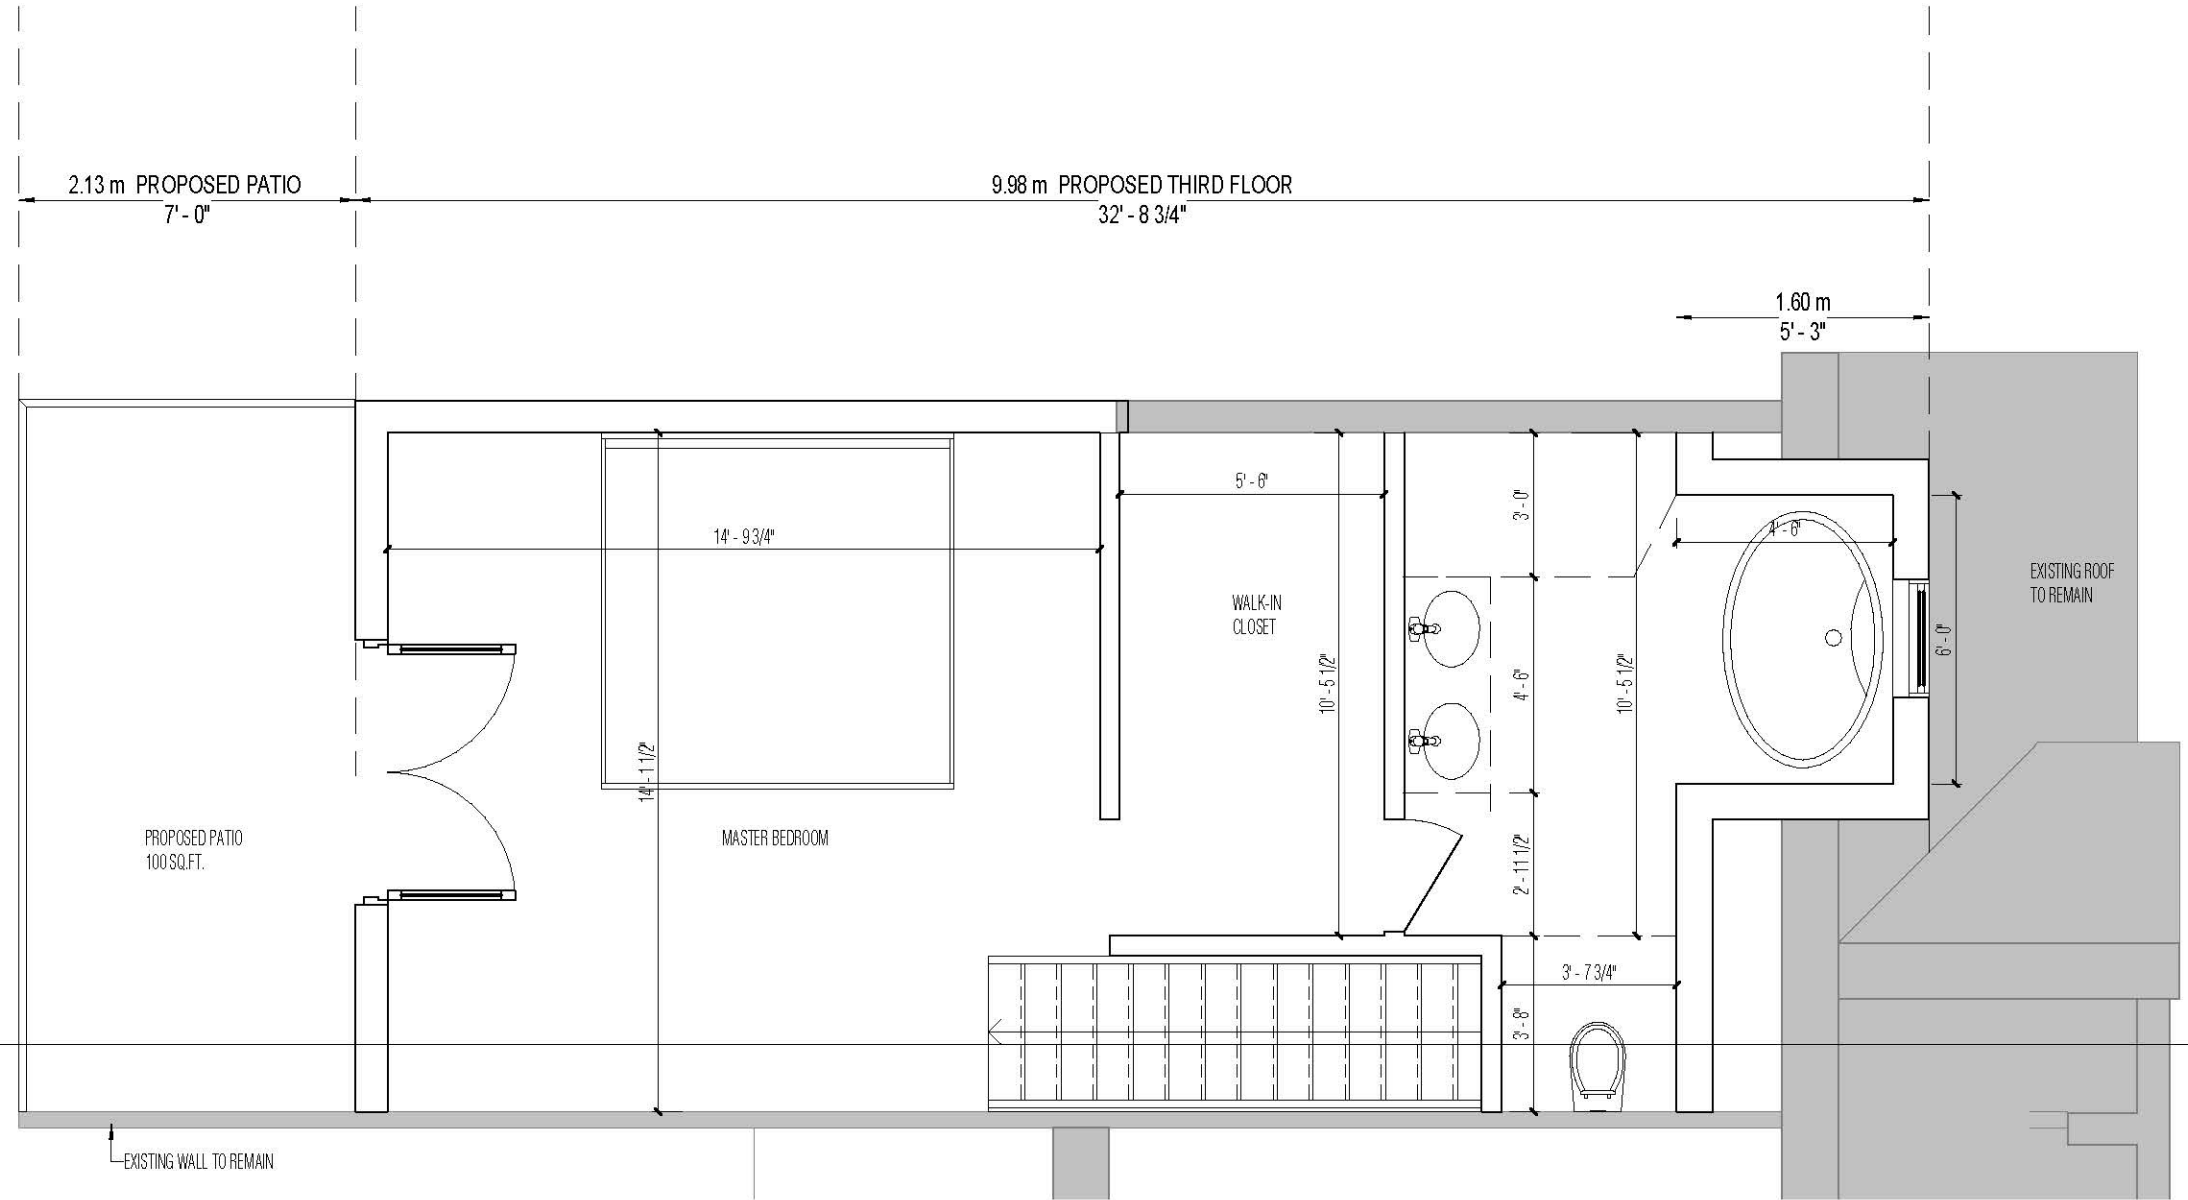 2.13 m PROPOSED PATIO
7' - 0"
9.98 m PROPOSED THIRD FLOOR
32' - 8 3/4"
1.60 m
5' - 3"
5' - 6"
3' - 0"
14' - 9 3/4"
4' - 6"
EXISTING ROOF
TO REMAIN
WALK-IN
CLOSET
6' - 0"
10' - 5 1/2"
4' - 6"
10' - 5 1/2"
14' - 1 1/2"
PROPOSED PATIO
100 SQ.FT.
MASTER BEDROOM
2' - 11 1/2"
3' - 7 3/4"
3' - 8"
EXISTING WALL TO REMAIN